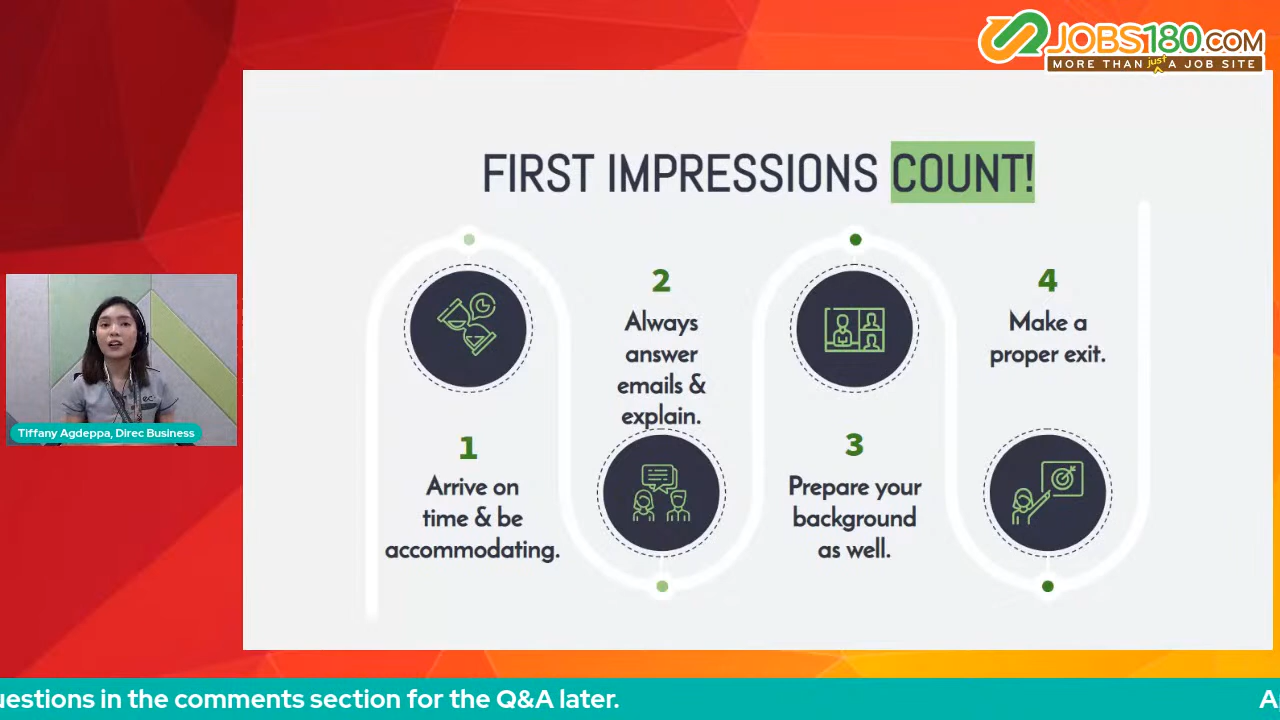 JOBS180.COM
MORE THAN just A JOB SITE
FIRST IMPRESSIONS COUNT!
1
Arrive on
time & be
accommodating.
2
Always
answer
emails &
explain.
3
Prepare your
background
as well.
4
Make a
proper exit.
Tiffany Agdeppa, Direc Business
uestions in the comments section for the Q&A later.